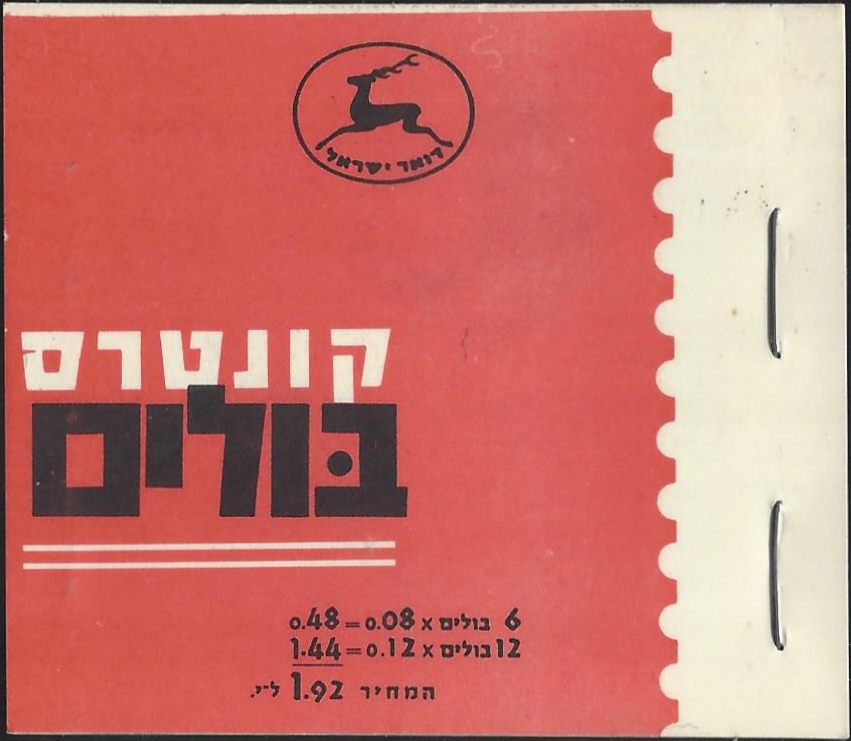 דואר ישראל
קונטרס
בולים
6 בולים x 0.08 = 0.48
12 בולים x 0.12 = 1.44
המחיר 1.92 ל״י.